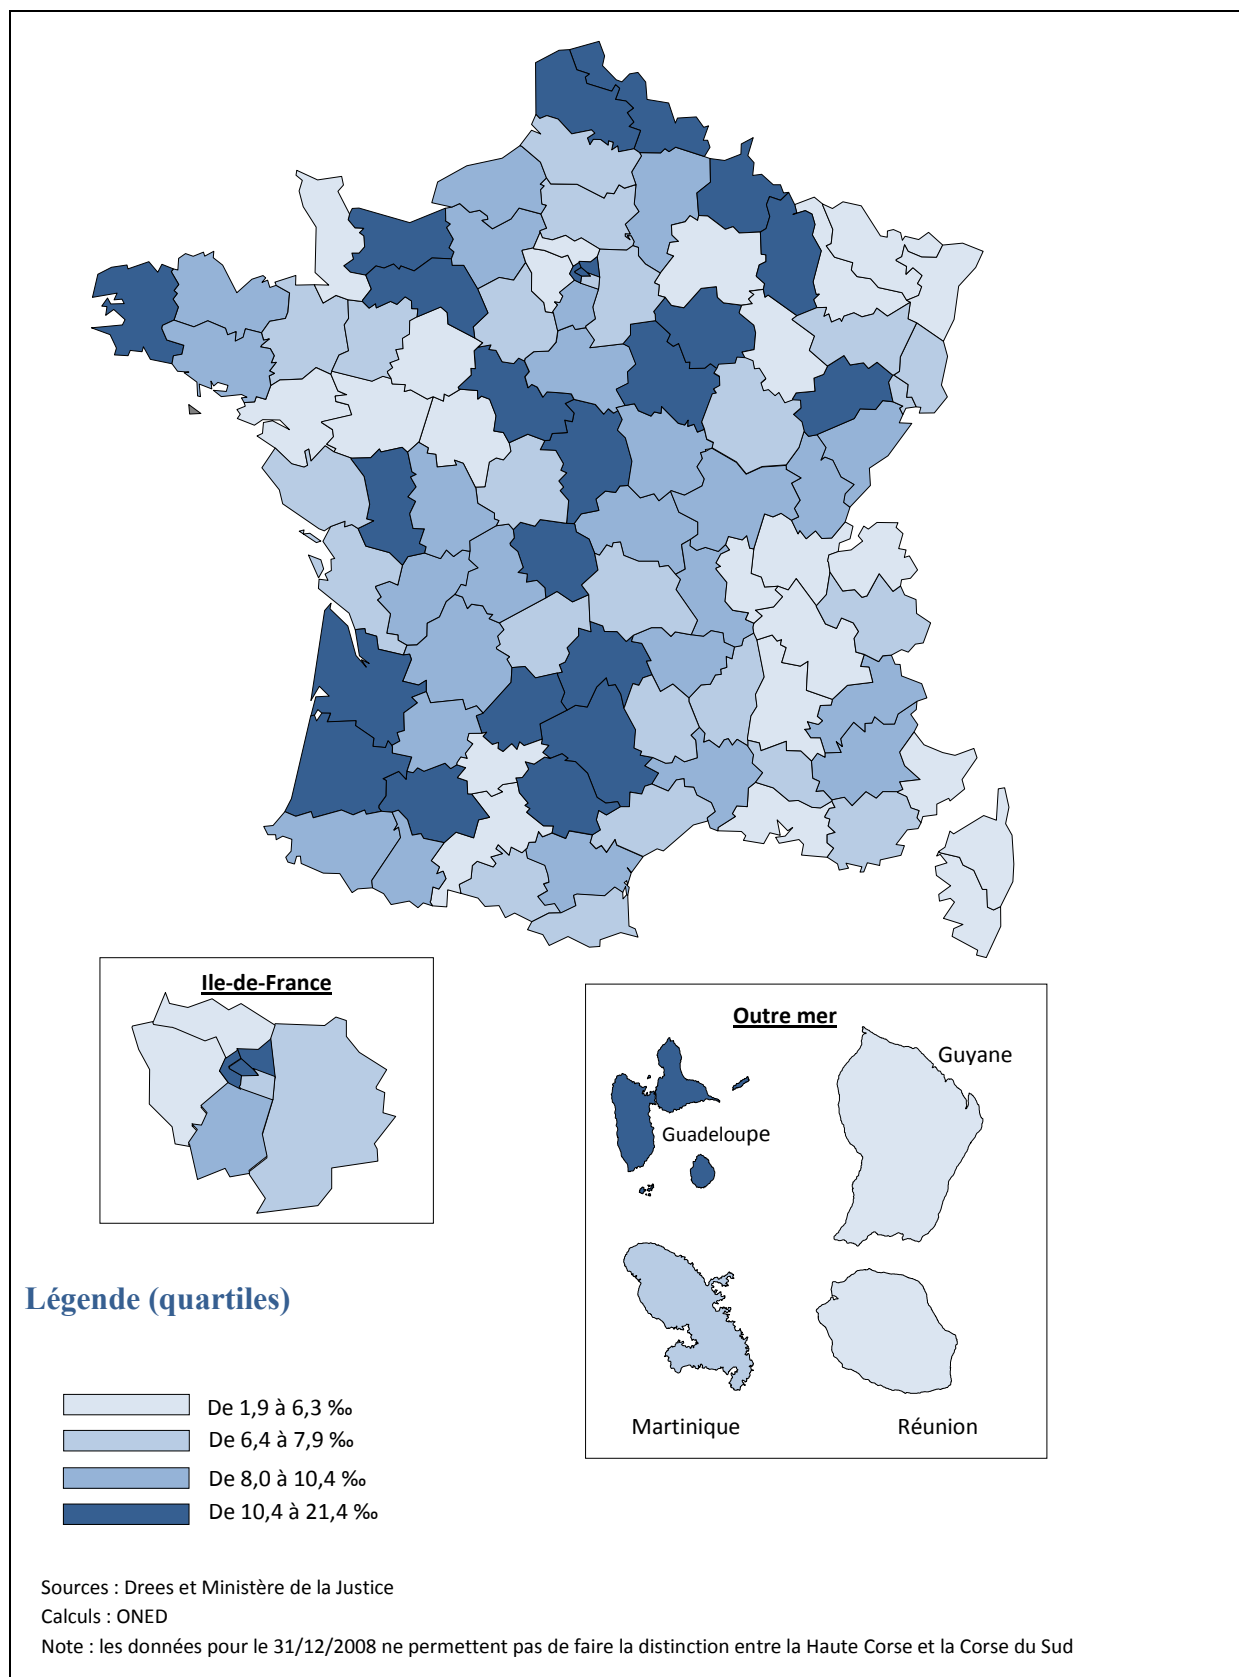 Ile-de-France
Outre mer
Guyane
Guadeloupe
Martinique
Réunion
Légende (quartiles)
De 1,9 à 6,3 ‰
De 6,4 à 7,9 ‰
De 8,0 à 10,4 ‰
De 10,4 à 21,4 ‰
Sources : Drees et Ministère de la Justice
Calculs : ONED
Note : les données pour le 31/12/2008 ne permettent pas de faire la distinction entre la Haute Corse et la Corse du Sud